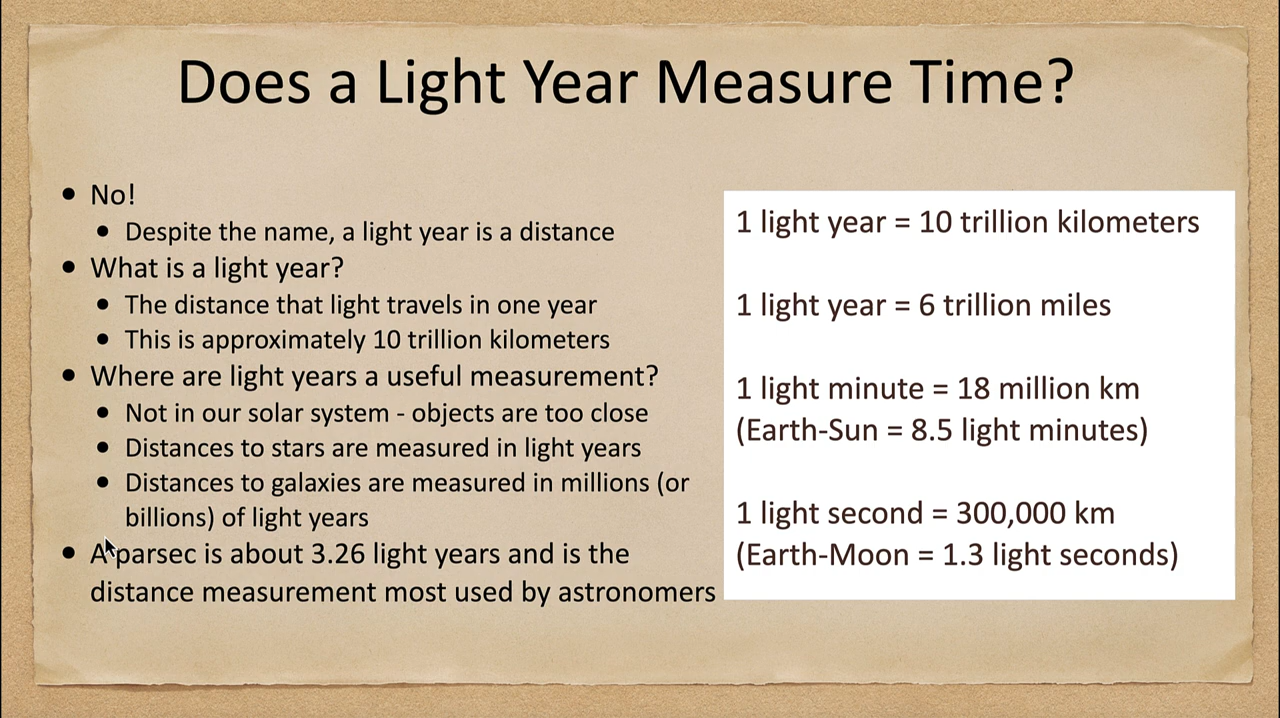 Does a Light Year Measure Time?
• No!
• Despite the name, a light year is a distance
• What is a light year?
• The distance that light travels in one year
• This is approximately 10 trillion kilometers
• Where are light years a useful measurement?
• Not in our solar system - objects are too close
• Distances to stars are measured in light years
• Distances to galaxies are measured in millions (or
billions) of light years
• A parsec is about 3.26 light years and is the
distance measurement most used by astronomers
1 light year = 10 trillion kilometers
1 light year = 6 trillion miles
1 light minute = 18 million km
(Earth-Sun = 8.5 light minutes)
1 light second = 300,000 km
(Earth-Moon = 1.3 light seconds)